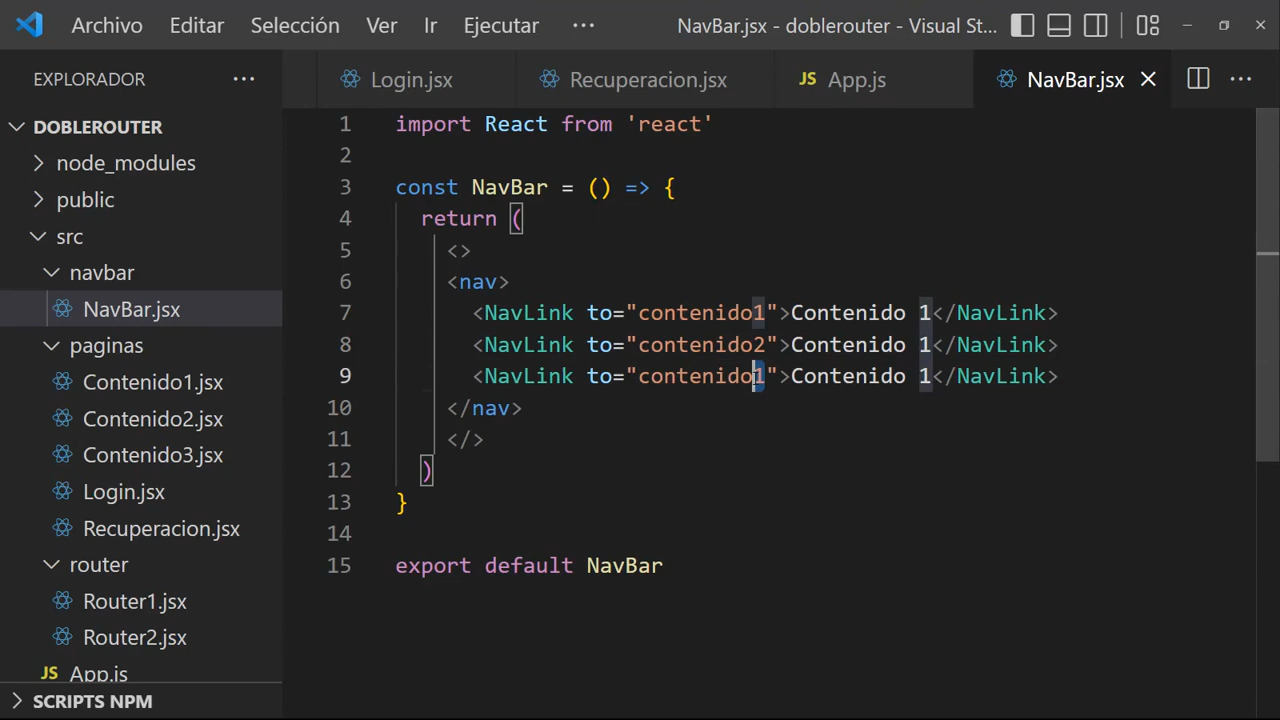 Archivo Editar Selección Ver Ir Ejecutar ··· NavBar.jsx - doblerouter - Visual St...
EXPLORADOR ···
Login.jsx Recuperacion.jsx JS App.js NavBar.jsx ···
DOBLEROUTER
node_modules
public
src
navbar
NavBar.jsx
paginas
Contenido1.jsx
Contenido2.jsx
Contenido3.jsx
Login.jsx
Recuperacion.jsx
router
Router1.jsx
Router2.jsx
JS App.js
SCRIPTS NPM
1 import React from 'react'
2
3 const NavBar = () => {
4 return (
5 <>
6 <nav>
7 <NavLink to="contenido1">Contenido 1</NavLink>
8 <NavLink to="contenido2">Contenido 1</NavLink>
9 <NavLink to="contenido1">Contenido 1</NavLink>
10 </nav>
11 </>
12 )
13 }
14
15 export default NavBar